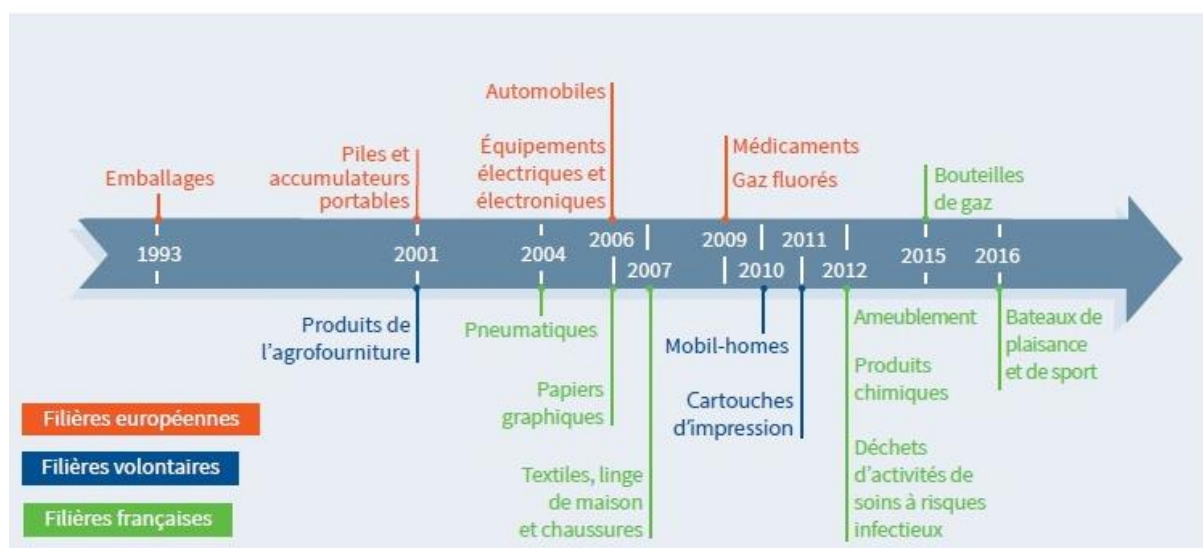 Automobiles
Équipements
électriques et
électroniques
Médicaments
Gaz fluorés
Piles et
accumulateurs
portables
Emballages
Bouteilles
de gaz
1993
2001
2004
2006
2007
2009
2010
2011
2012
2015
2016
Produits de
l'agrofourniture
Pneumatiques
Papiers
graphiques
Textiles, linge
de maison
et chaussures
Mobil-homes
Cartouches
d'impression
Ameublement
Produits
chimiques
Déchets
d'activités de
soins à risques
infectieux
Bateaux de
plaisance
et de sport
Filières européennes
Filières volontaires
Filières françaises